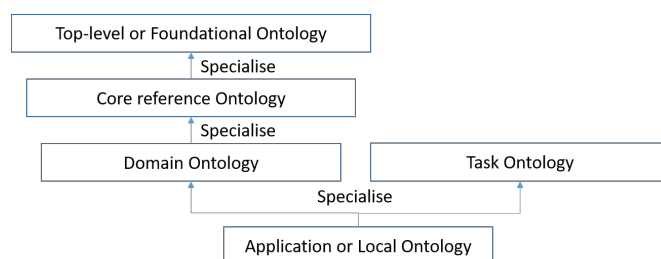 Top-level or Foundational Ontology
Specialise
Core reference Ontology
Specialise
Domain Ontology
Task Ontology
Specialise
Application or Local Ontology